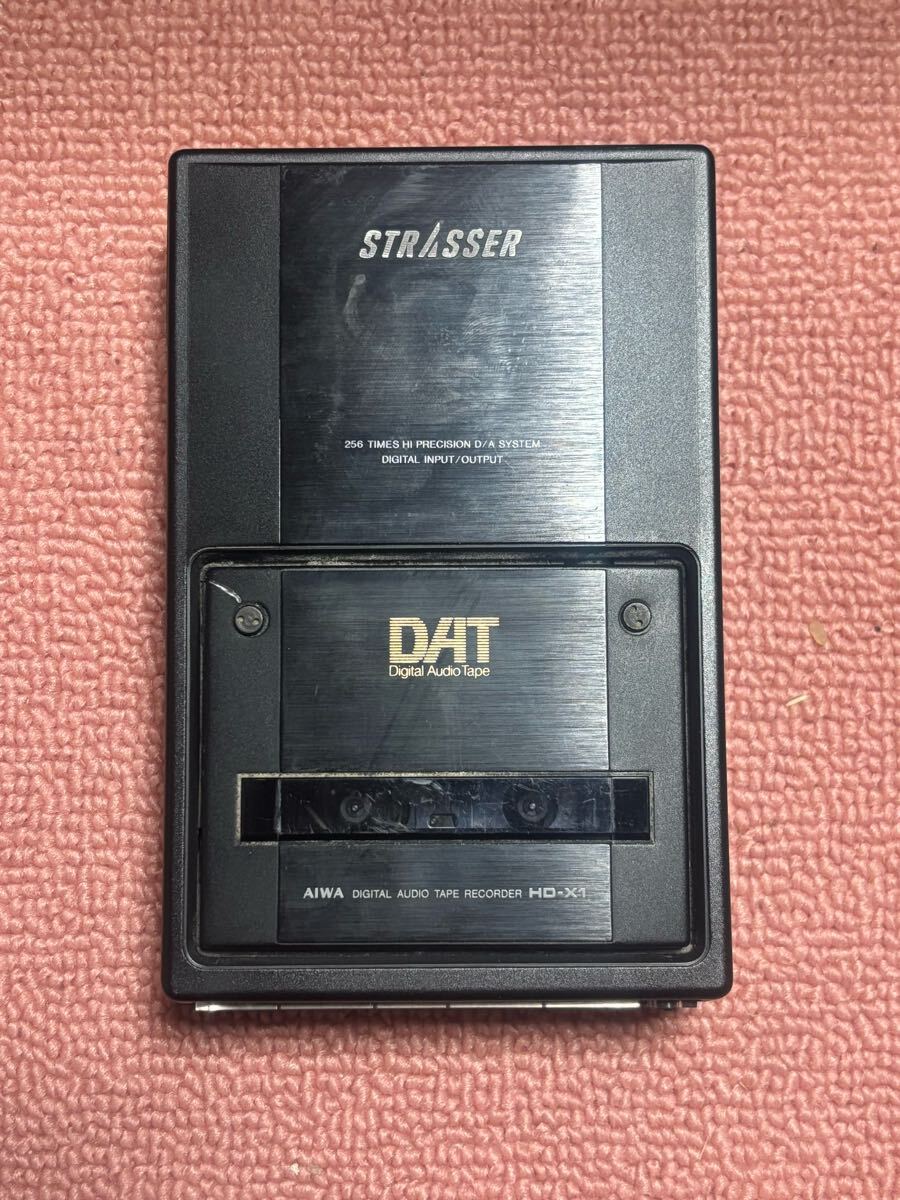 STRASSER
256 TIMES HI PRECISION D/A SYSTEM
DIGITAL INPUT/OUTPUT
DAT
Digital Audio Tape
AIWA DIGITAL AUDIO TAPE RECORDER HD-X1